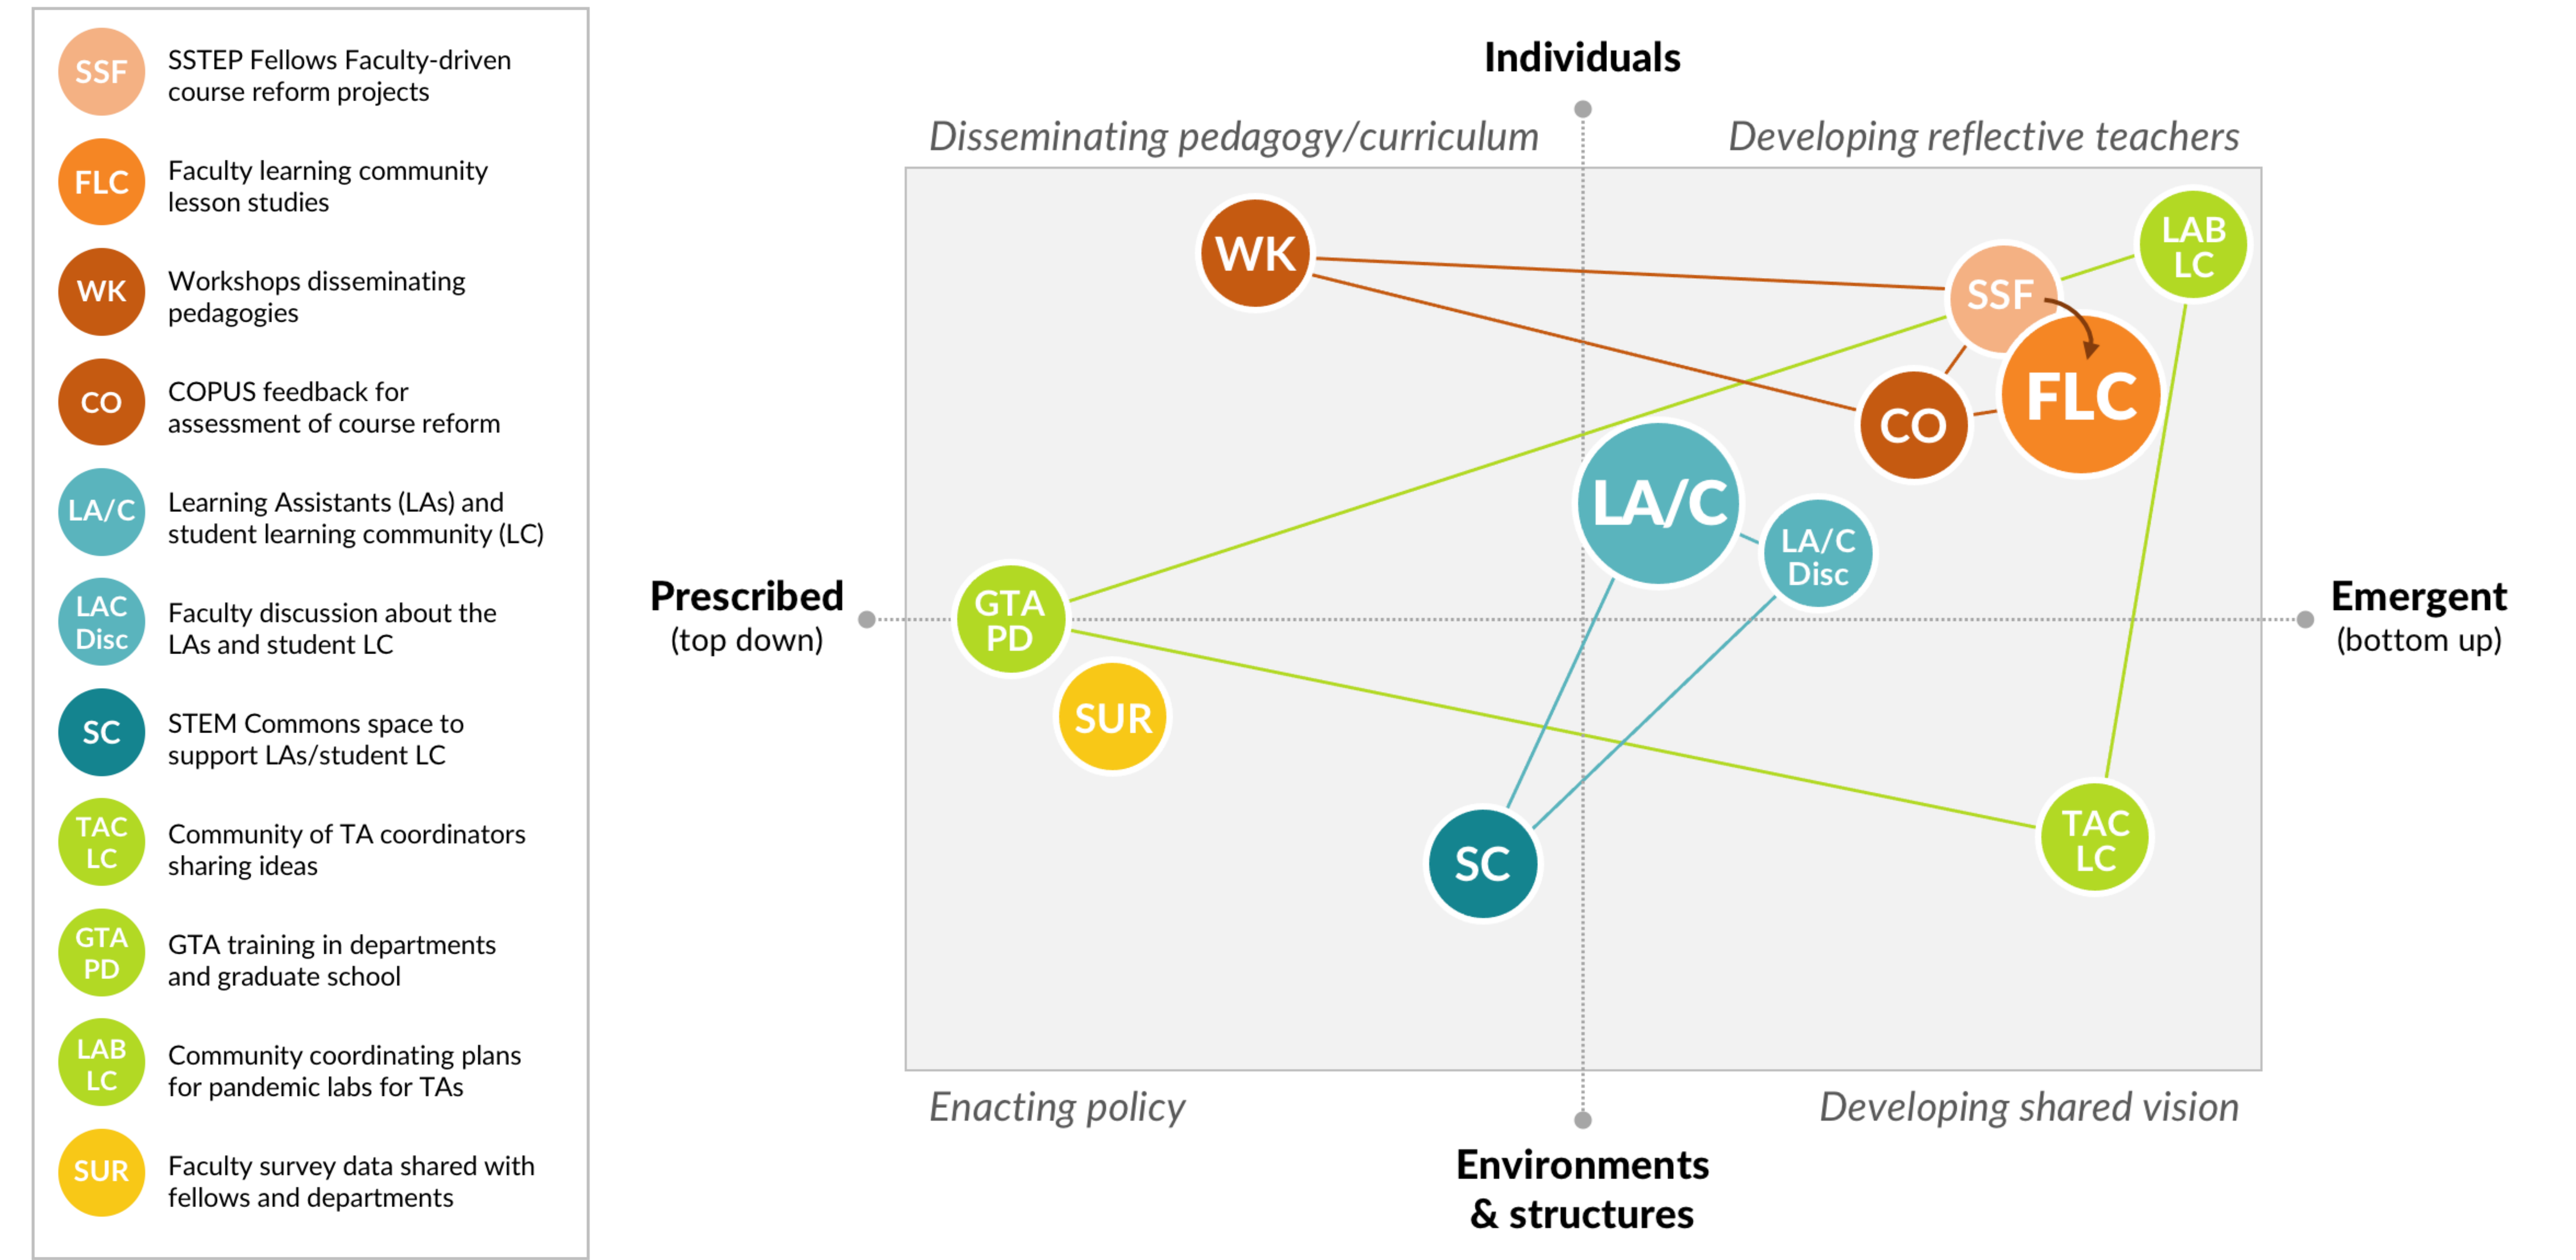 SSF
SSTEP Fellows Faculty-driven
course reform projects
FLC
Faculty learning community
lesson studies
WK
Workshops disseminating
pedagogies
CO
COPUS feedback for
assessment of course reform
LA/C
Learning Assistants (LAs) and
student learning community (LC)
LAC
Disc
Faculty discussion about the
LAs and student LC
SC
STEM Commons space to
support LAs/student LC
TAC
LC
Community of TA coordinators
sharing ideas
GTA
PD
GTA training in departments
and graduate school
LAB
LC
Community coordinating plans
for pandemic labs for TAs
SUR
Faculty survey data shared with
fellows and departments
Individuals
Disseminating pedagogy/curriculum
Developing reflective teachers
WK
LAB
LC
SSF
FLC
CO
LA/C
LA/C
Disc
Prescribed
(top down)
GTA
PD
Emergent
(bottom up)
SUR
SC
TAC
LC
Enacting policy
Developing shared vision
Environments
& structures